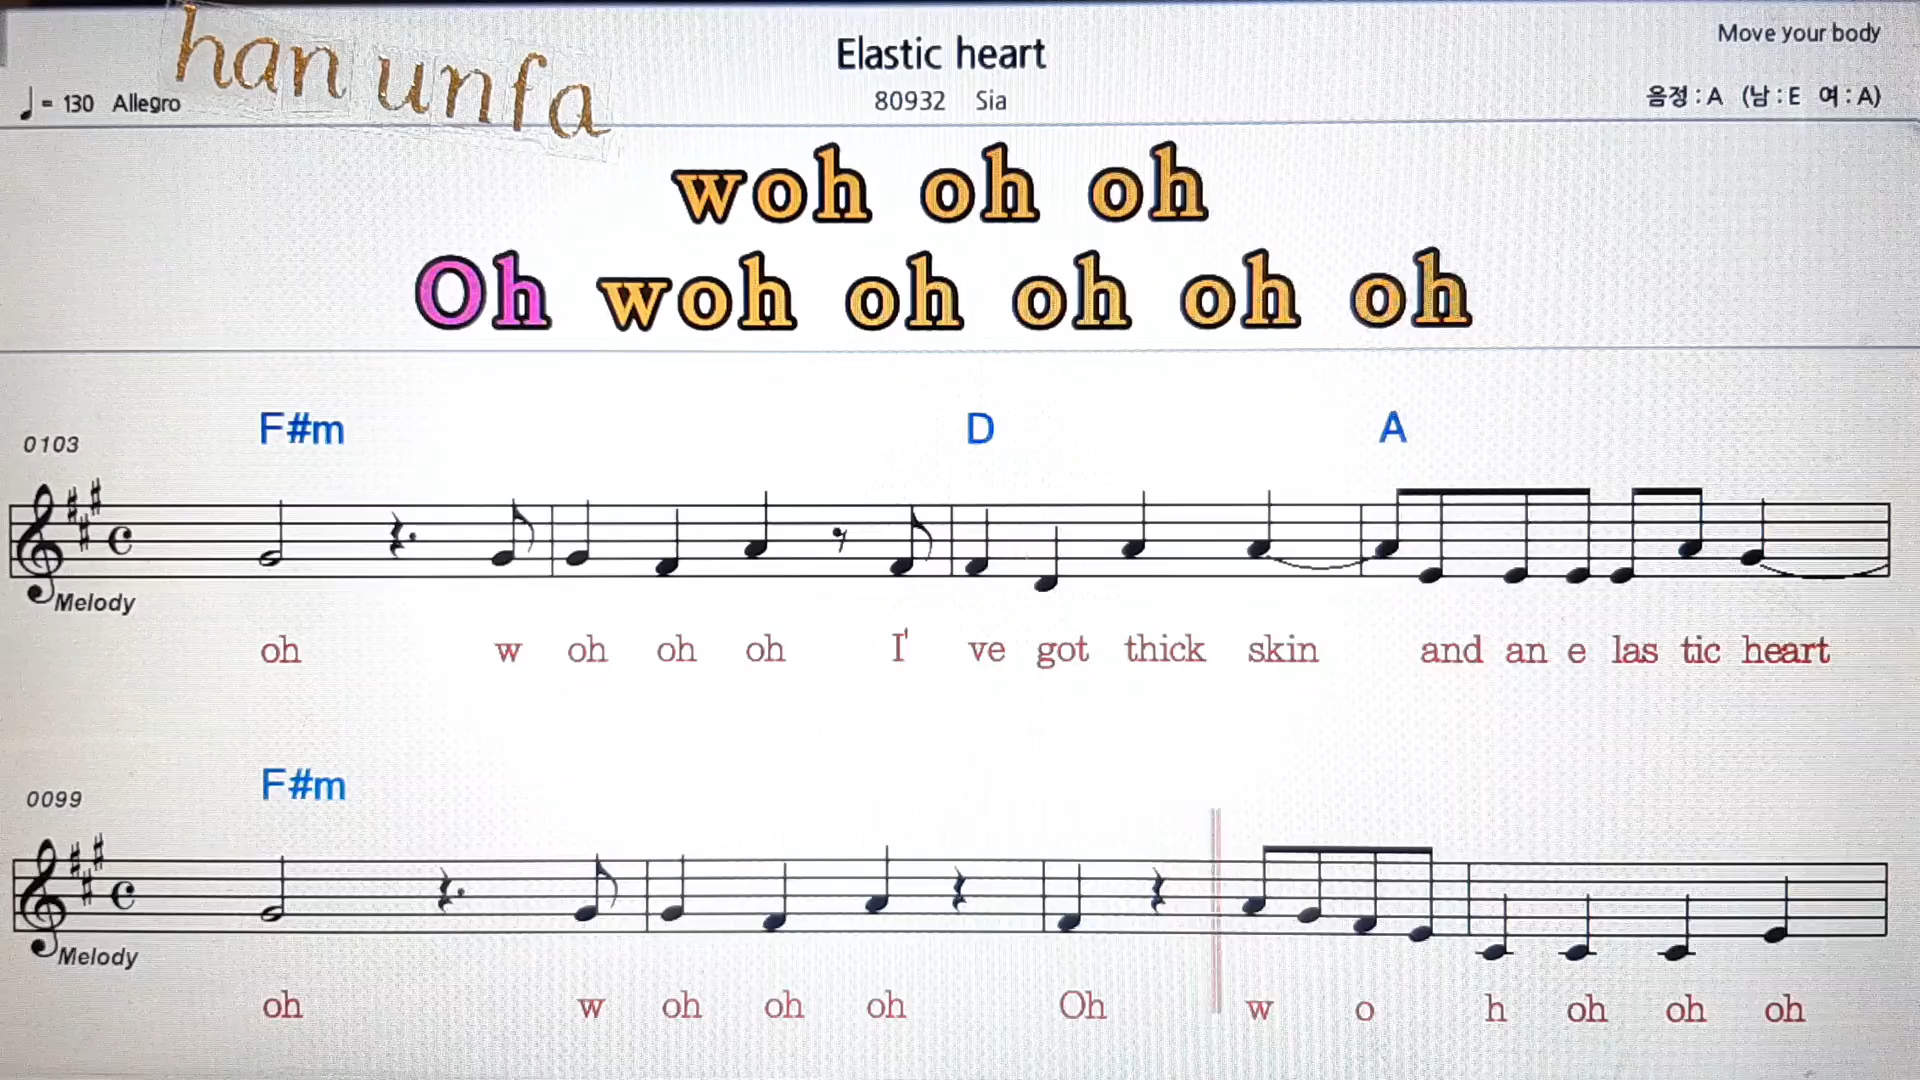 han unfa
Elastic heart
Move your body
♩ = 130 Allegro
80932 Sia
음정 : A (남 : E 여 : A)
woh oh oh
Oh woh oh oh oh oh
F#m D A
0103
Melody
oh w oh oh oh I' ve got thick skin and an e las tic heart
F#m
0099
Melody
oh w oh oh oh Oh w o h oh oh oh